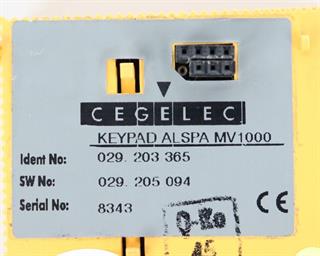 CEGELEC
KEYPAD ALSPA MV1000
Ident No: 029. 203 365
SW No: 029. 205 094
Serial No: 8343
CE